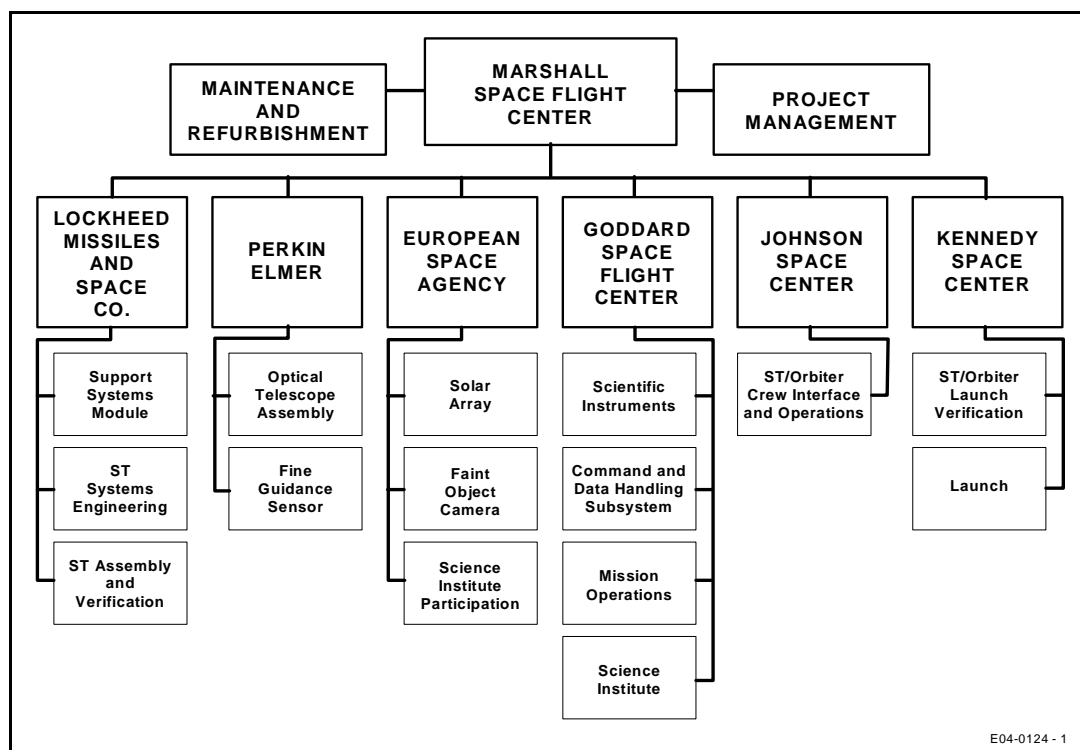 MARSHALL
SPACE FLIGHT
CENTER
MAINTENANCE
AND
REFURBISHMENT
PROJECT
MANAGEMENT
LOCKHEED
MISSILES
AND
SPACE
CO.
PERKIN
ELMER
EUROPEAN
SPACE
AGENCY
GODDARD
SPACE
FLIGHT
CENTER
JOHNSON
SPACE
CENTER
KENNEDY
SPACE
CENTER
Support
Systems
Module
ST
Systems
Engineering
ST Assembly
and
Verification
Optical
Telescope
Assembly
Fine
Guidance
Sensor
Solar
Array
Faint
Object
Camera
Science
Institute
Participation
Scientific
Instruments
Command and
Data Handling
Subsystem
Mission
Operations
Science
Institute
ST/Orbiter
Crew Interface
and Operations
ST/Orbiter
Launch
Verification
Launch
E04-0124 - 1